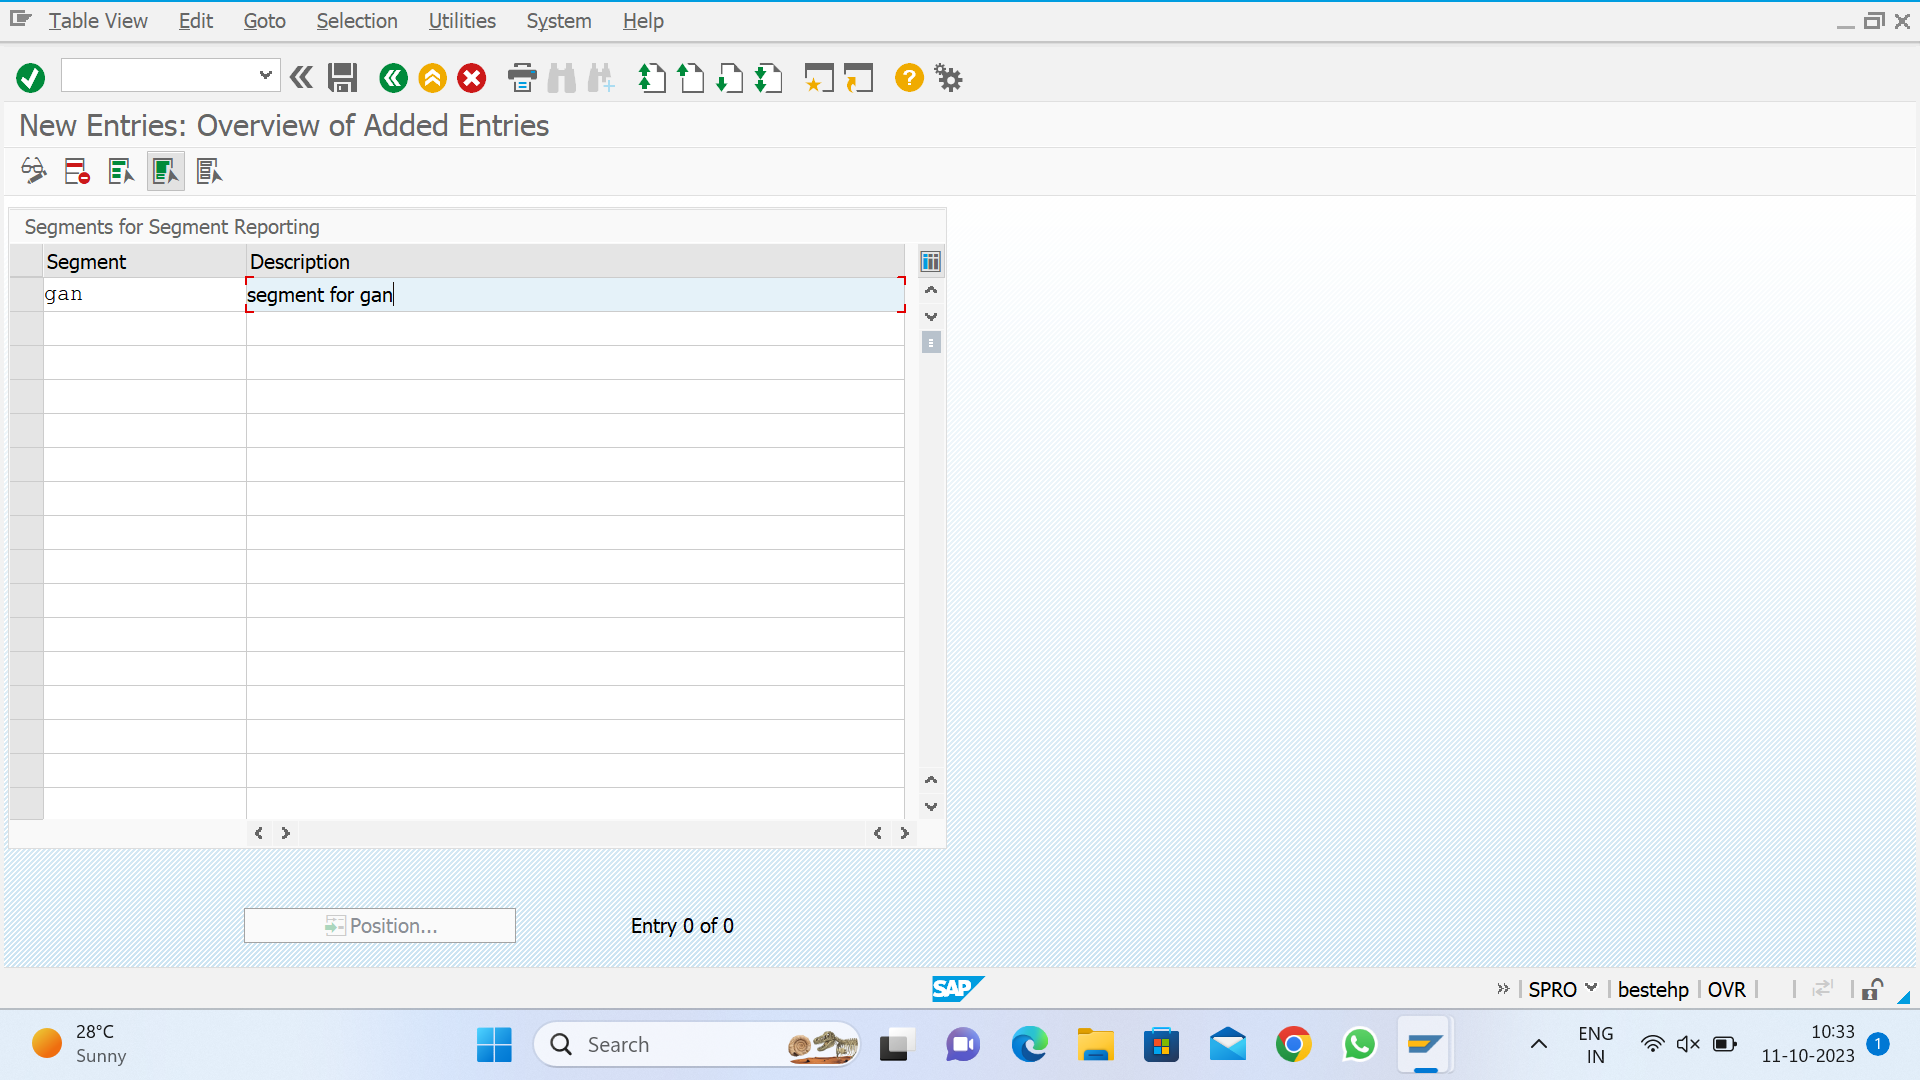 Table View Edit Goto Selection Utilities System Help
New Entries: Overview of Added Entries
Segments for Segment Reporting
Segment Description
gan segment for gan
Position...
Entry 0 of 0
SAP
SPRO bestehp OVR
28°C
Sunny
Search
ENG
IN
10:33
11-10-2023
1